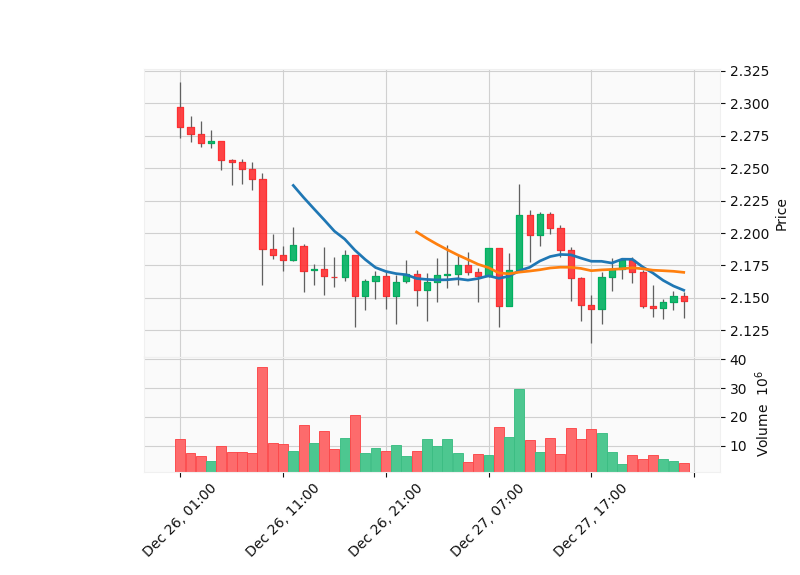 2.325
2.300
2.275
2.250
2.225
2.200
2.175
2.150
2.125
Price
40
30
20
10
Volume 10⁶
Dec 26, 01:00
Dec 26, 11:00
Dec 26, 21:00
Dec 27, 07:00
Dec 27, 17:00